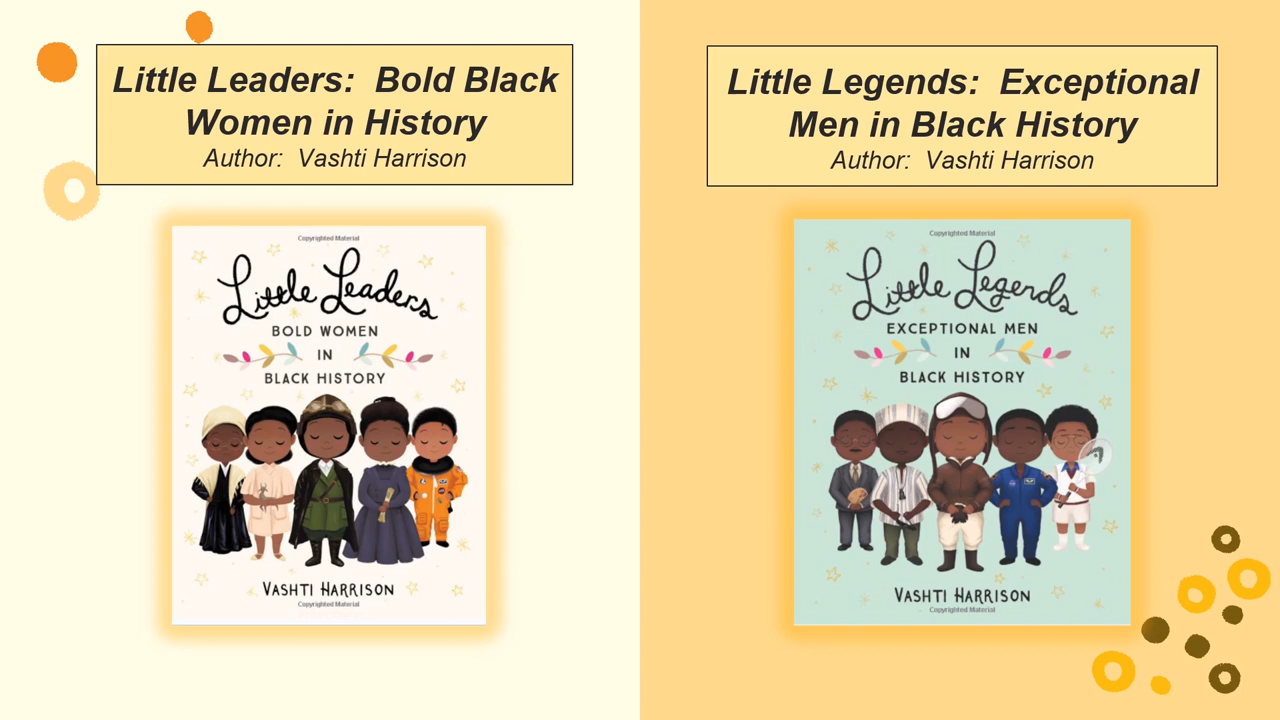 Little Leaders:  Bold Black
Women in History
Author:  Vashti Harrison
Copyrighted Material
Little Leaders
BOLD WOMEN
IN
BLACK HISTORY
VASHTI HARRISON
Copyrighted Material
Little Legends:  Exceptional
Men in Black History
Author:  Vashti Harrison
Copyrighted Material
Little Legends
EXCEPTIONAL MEN
IN
BLACK HISTORY
VASHTI HARRISON
Copyrighted Material